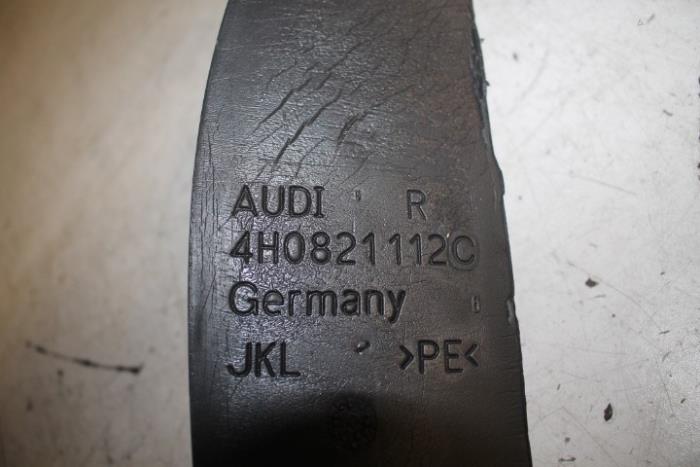 AUDI R
4H0821112C
Germany
JKL >PE<